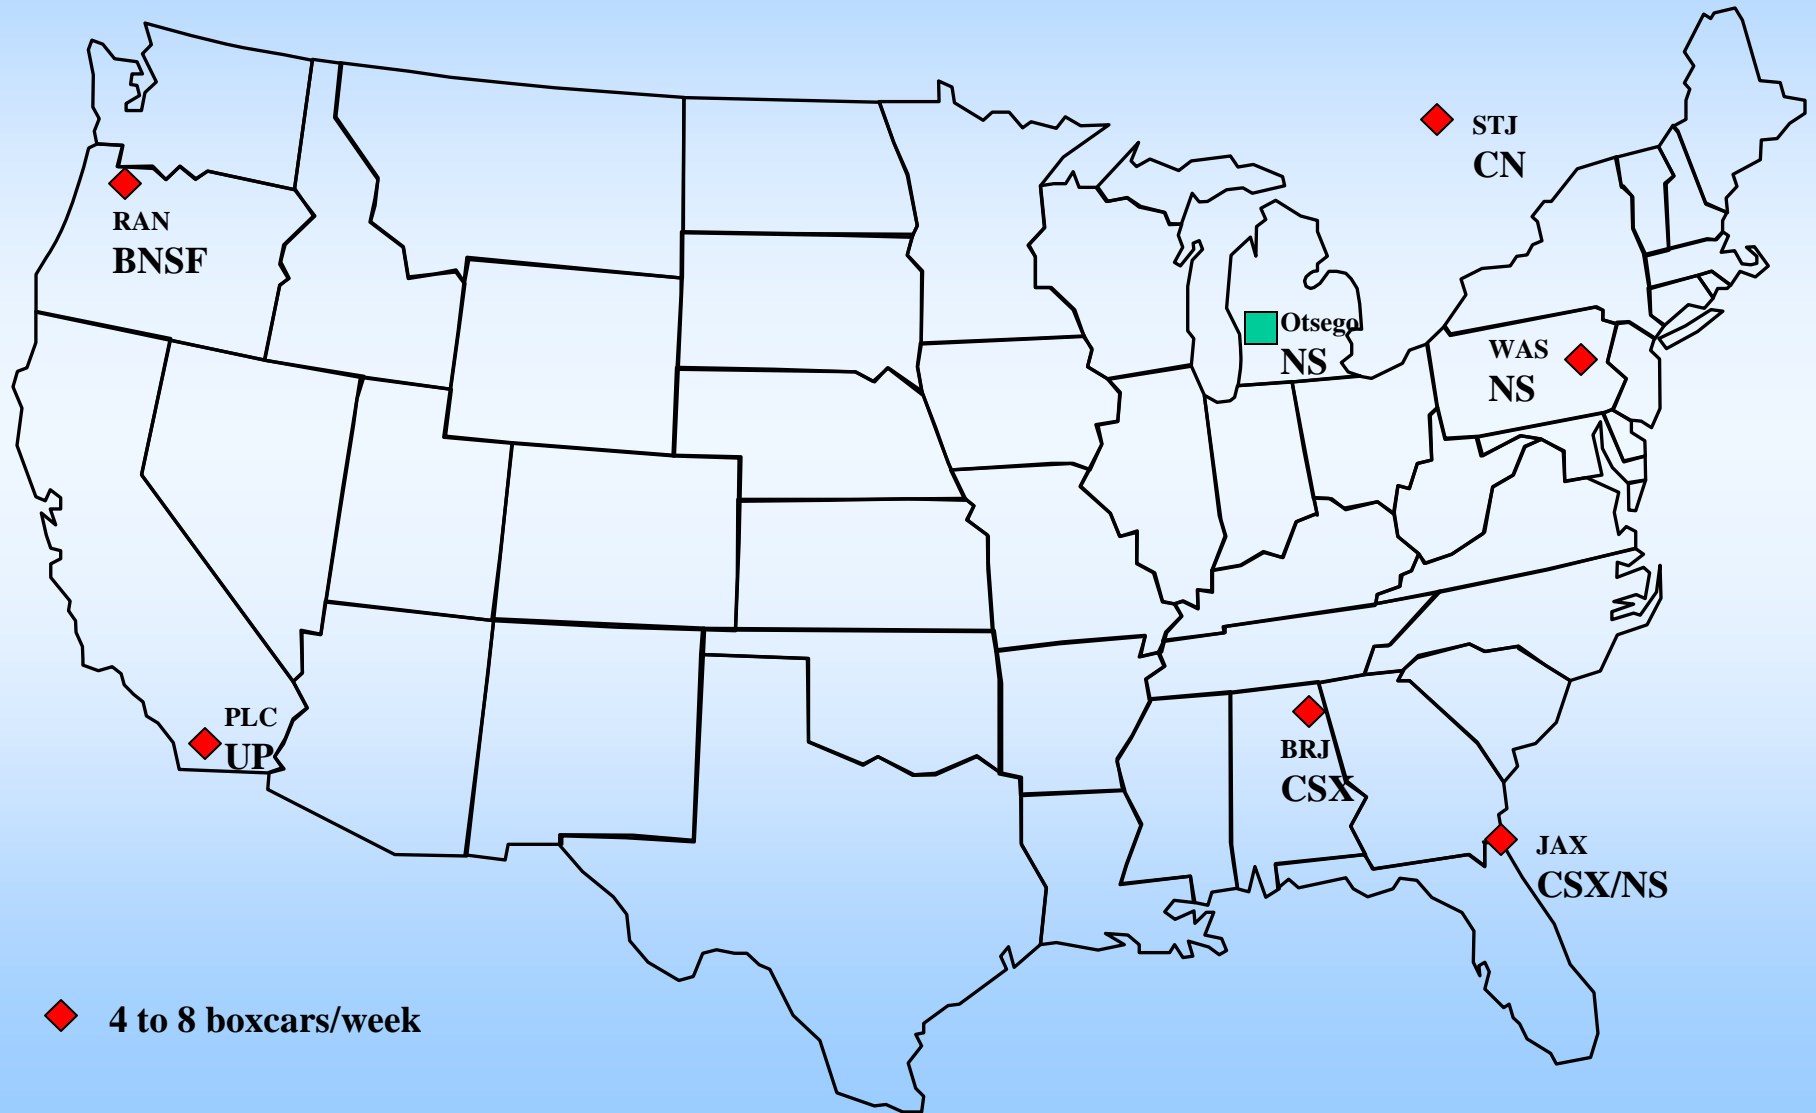 STJ
CN
RAN
BNSF
Otsego
NS
WAS
NS
PLC
UP
BRJ
CSX
JAX
CSX/NS
4 to 8 boxcars/week